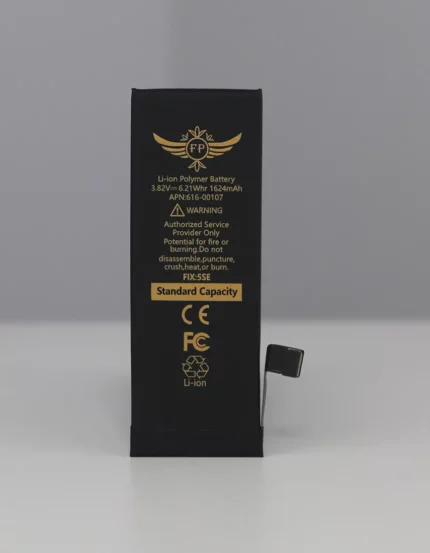 FP
Li-ion Polymer Battery
3.82V⎓ 6.21Whr 1624mAh
APN:616-00107
WARNING
Authorized Service
Provider Only
Potential for fire or
burning.Do not
disassemble,puncture,
crush,heat,or burn.
FIX:5SE
Standard Capacity
CE
FC
Li-ion